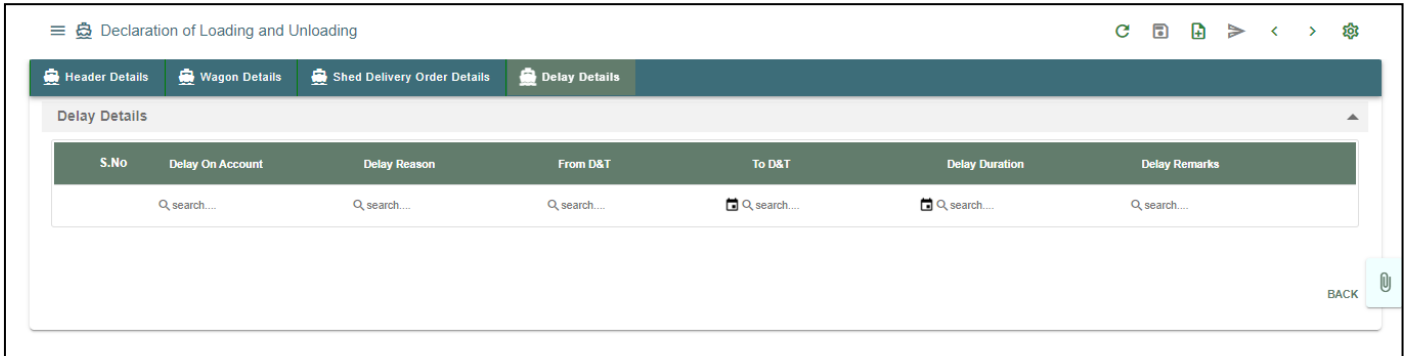 Declaration of Loading and Unloading
Header Details Wagon Details Shed Delivery Order Details Delay Details
Delay Details
S.No Delay On Account Delay Reason From D&T To D&T Delay Duration Delay Remarks
search.... search.... search.... search.... search.... search....
BACK